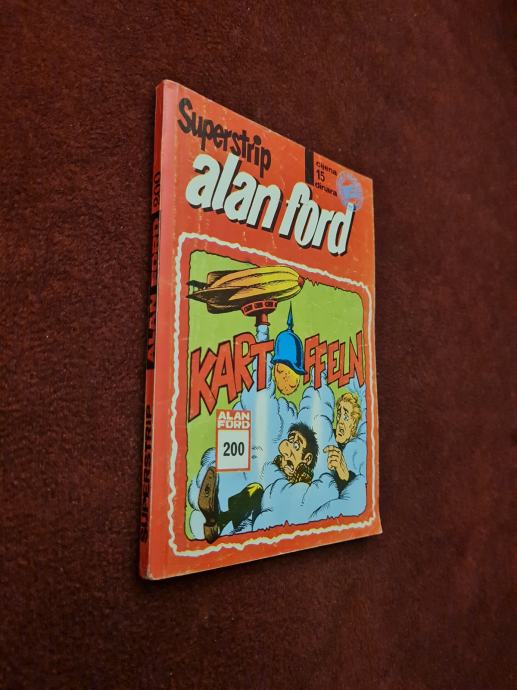 Superstrip
alan ford
cijena
15
dinara
KARTOFFELN
ALAN
FORD
200
SUPERSTRIP ALAN FORD 200